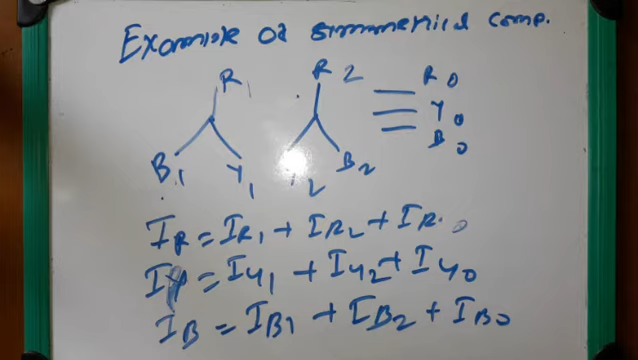 Example of symmetrical comp.
R1 R2 R0
Y0
B0
B1 Y1 2 B2
IR = IR1 + IR2 + IR0
IY = IY1 + IY2 + IY0
IB = IB1 + IB2 + IB0